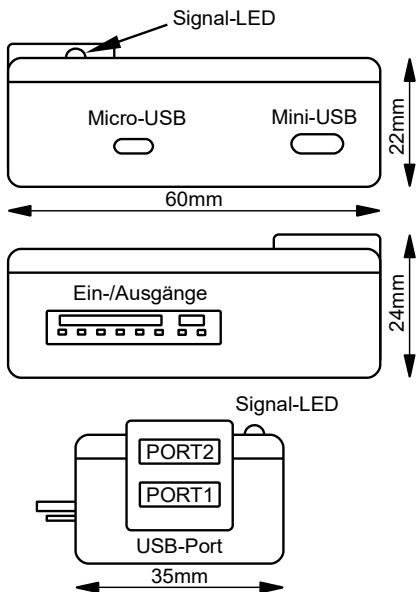 Signal-LED
Micro-USB
Mini-USB
22mm
60mm
Ein-/Ausgänge
24mm
Signal-LED
PORT2
PORT1
USB-Port
35mm